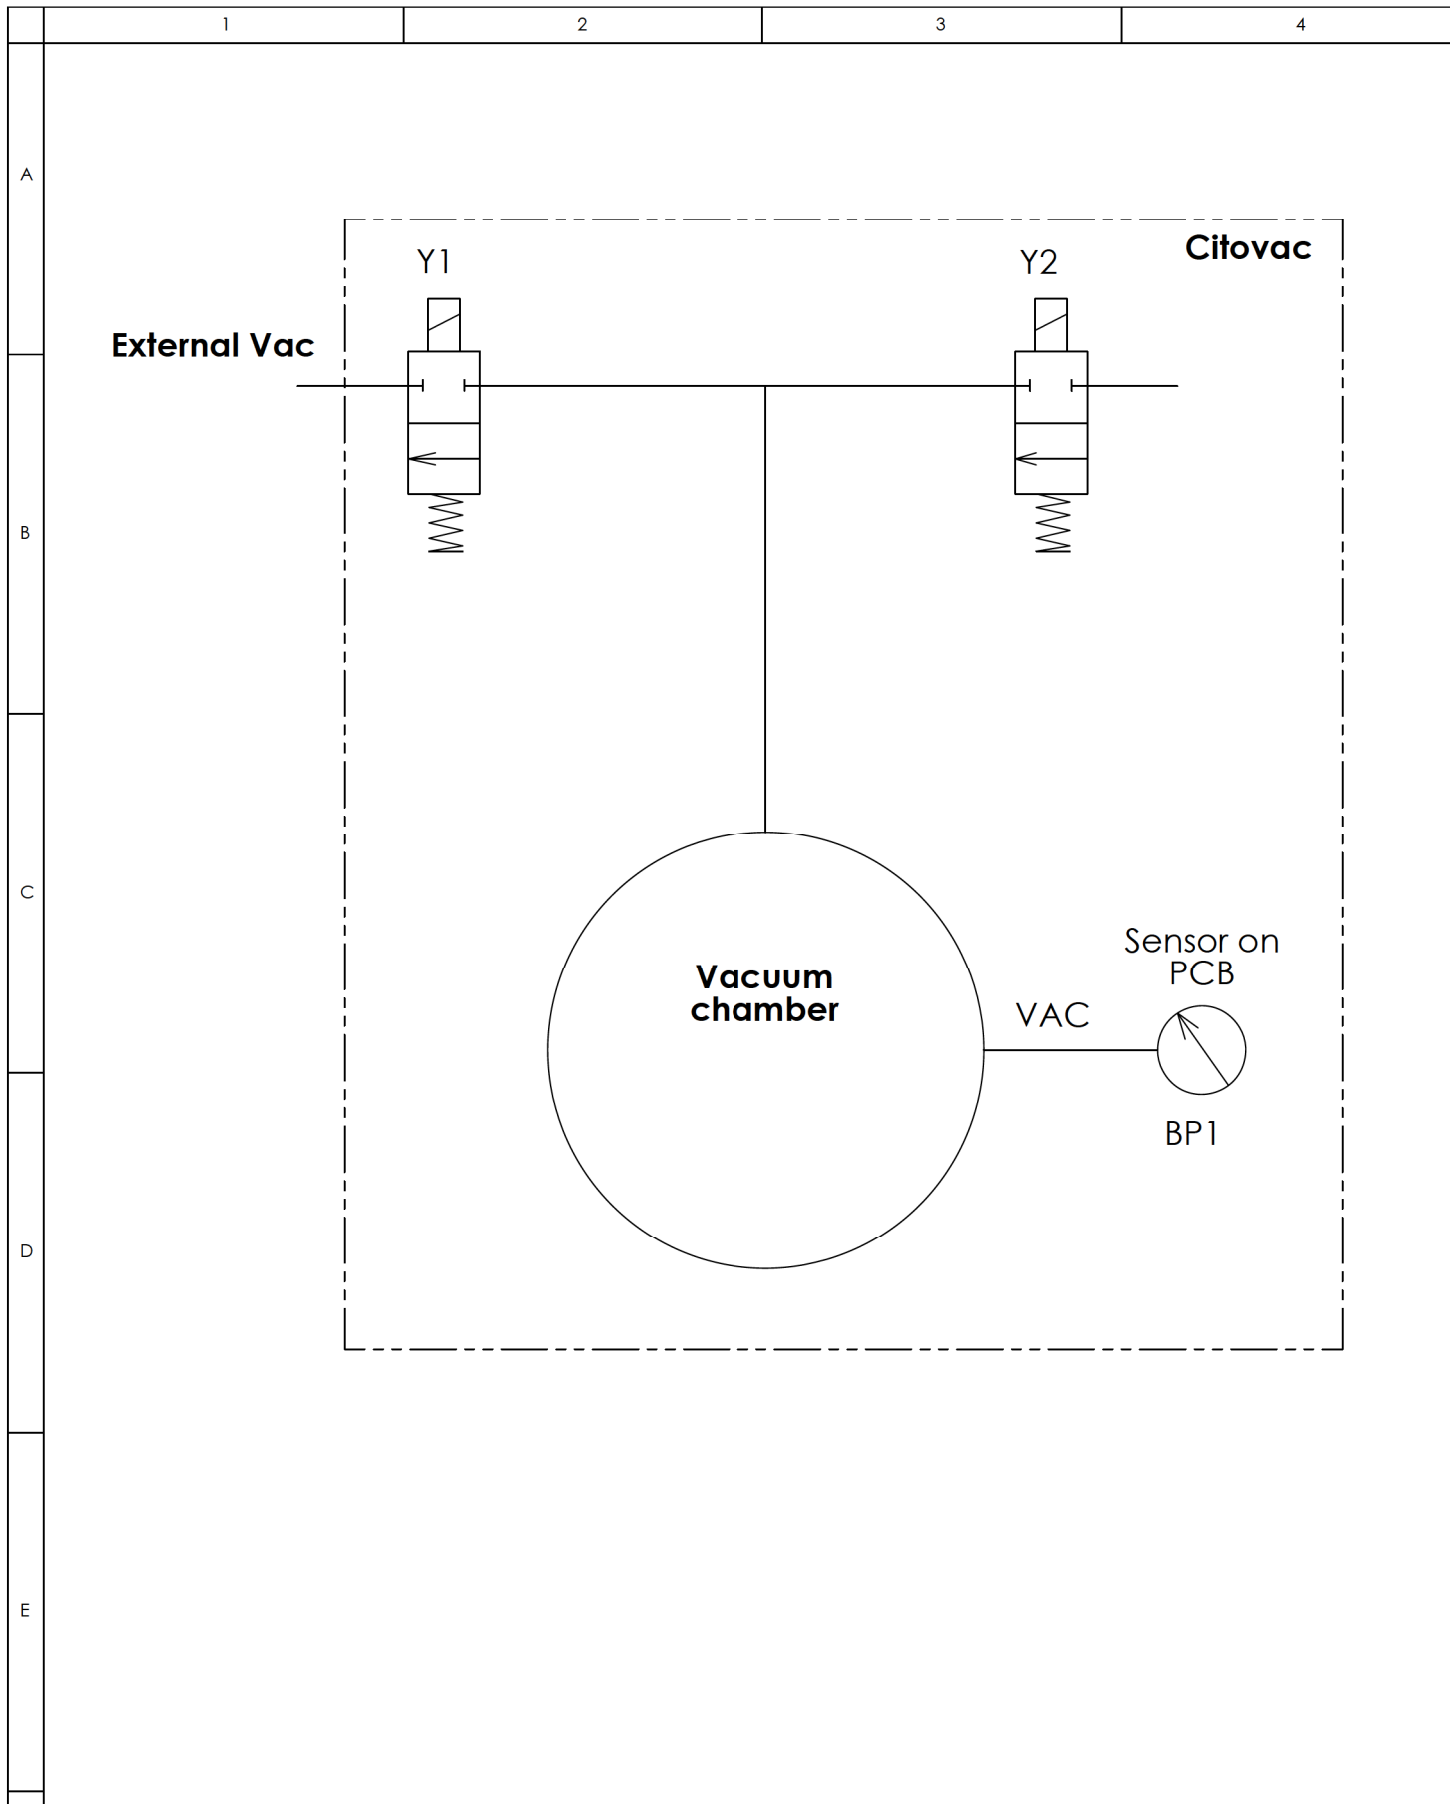 1
2
3
4
A
B
C
D
E
Citovac
Y1
Y2
External Vac
Vacuum
chamber
Sensor on
PCB
VAC
BP1